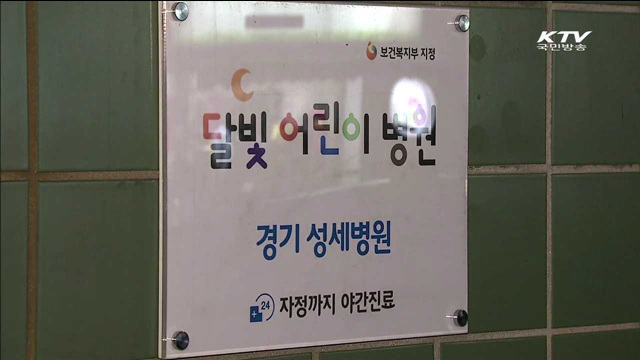 KTV
국민방송
보건복지부 지정
달빛 어린이 병원
경기 성세병원
24
자정까지 야간진료